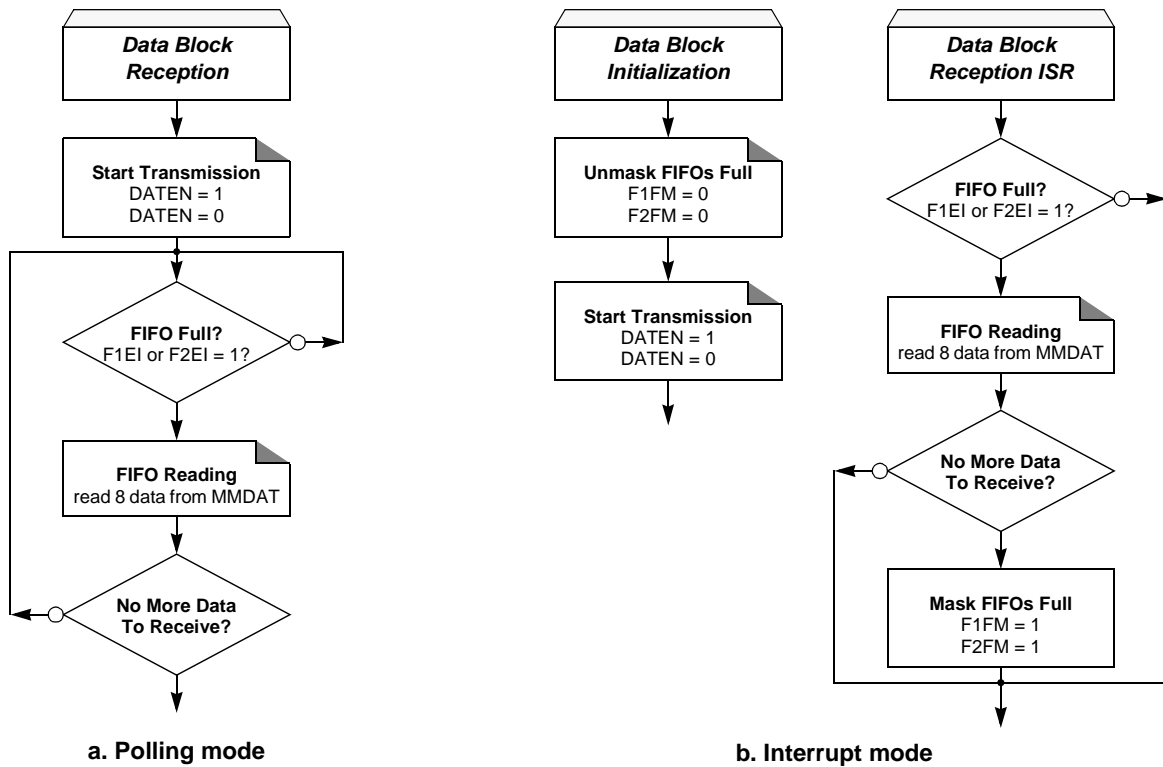 Data Block
Reception
Start Transmission
DATEN = 1
DATEN = 0
FIFO Full?
F1EI or F2EI = 1?
FIFO Reading
read 8 data from MMDAT
No More Data
To Receive?
a. Polling mode
Data Block
Initialization
Unmask FIFOs Full
F1FM = 0
F2FM = 0
Start Transmission
DATEN = 1
DATEN = 0
Data Block
Reception ISR
FIFO Full?
F1EI or F2EI = 1?
FIFO Reading
read 8 data from MMDAT
No More Data
To Receive?
Mask FIFOs Full
F1FM = 1
F2FM = 1
b. Interrupt mode